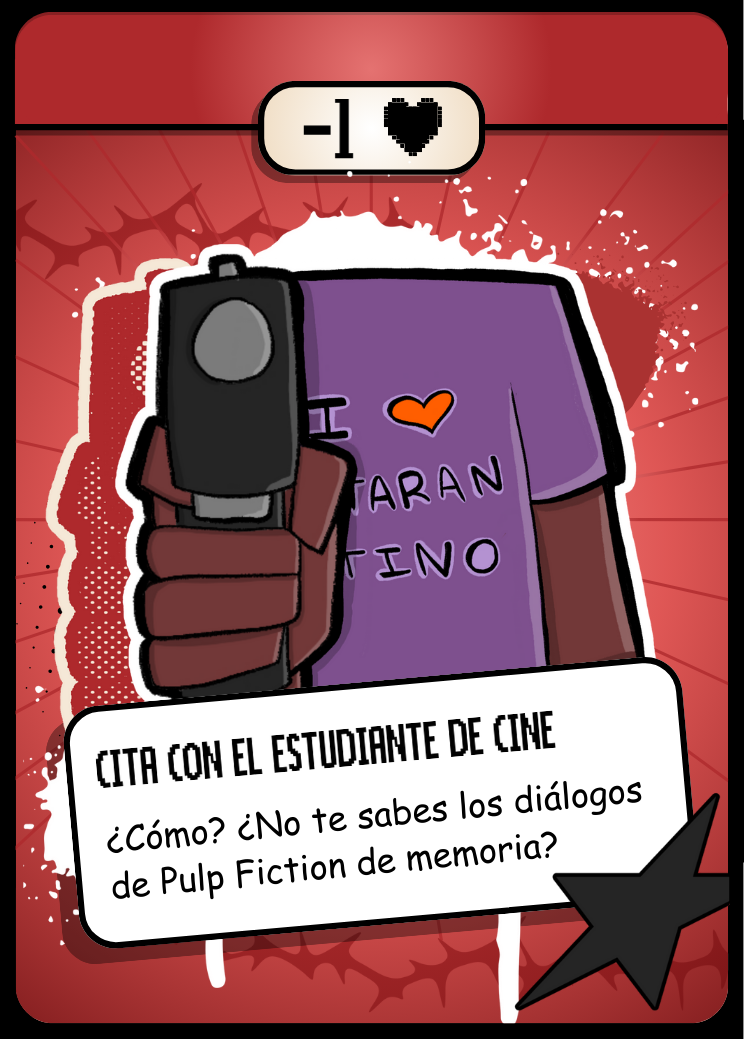 -1
I
TARAN
TINO
CITA CON EL ESTUDIANTE DE CINE
¿Cómo? ¿No te sabes los diálogos
de Pulp Fiction de memoria?